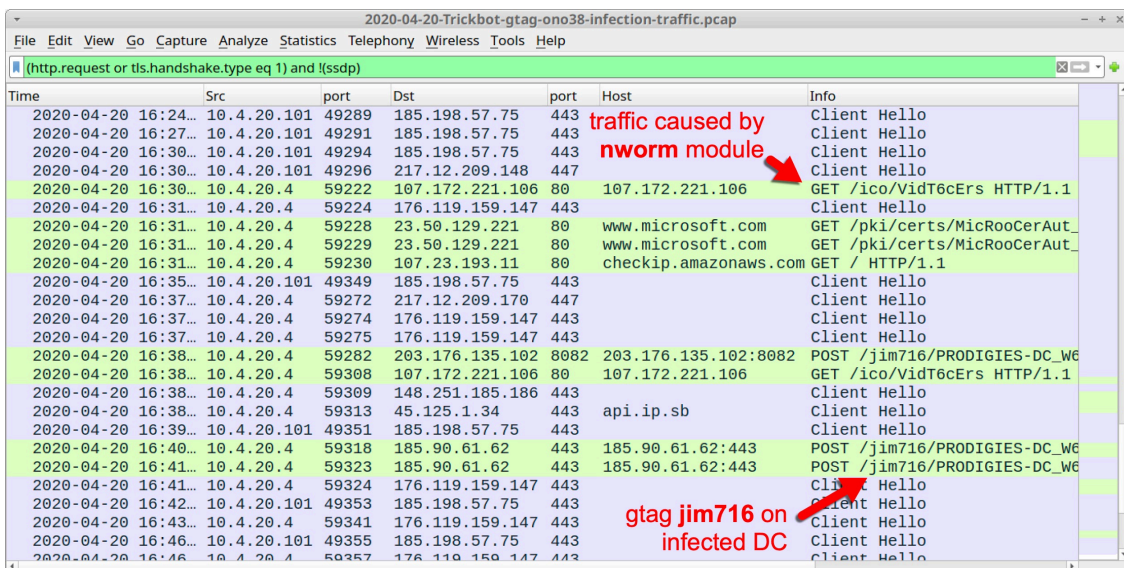 2020-04-20-Trickbot-gtag-ono38-infection-traffic.pcap
File Edit View Go Capture Analyze Statistics Telephony Wireless Tools Help
(http.request or tls.handshake.type eq 1) and !(ssdp)
Time Src port Dst port Host Info
2020-04-20 16:24… 10.4.20.101 49289 185.198.57.75 443 Client Hello
2020-04-20 16:27… 10.4.20.101 49291 185.198.57.75 443 Client Hello
2020-04-20 16:30… 10.4.20.101 49294 185.198.57.75 443 Client Hello
2020-04-20 16:30… 10.4.20.101 49296 217.12.209.148 447 Client Hello
traffic caused by
nworm module
2020-04-20 16:30… 10.4.20.4 59222 107.172.221.106 80 107.172.221.106 GET /ico/VidT6cErs HTTP/1.1
2020-04-20 16:31… 10.4.20.4 59224 176.119.159.147 443 Client Hello
2020-04-20 16:31… 10.4.20.4 59228 23.50.129.221 80 www.microsoft.com GET /pki/certs/MicRooCerAut_
2020-04-20 16:31… 10.4.20.4 59229 23.50.129.221 80 www.microsoft.com GET /pki/certs/MicRooCerAut_
2020-04-20 16:31… 10.4.20.4 59230 107.23.193.11 80 checkip.amazonaws.com GET / HTTP/1.1
2020-04-20 16:35… 10.4.20.101 49349 185.198.57.75 443 Client Hello
2020-04-20 16:37… 10.4.20.4 59272 217.12.209.170 447 Client Hello
2020-04-20 16:37… 10.4.20.4 59274 176.119.159.147 443 Client Hello
2020-04-20 16:37… 10.4.20.4 59275 176.119.159.147 443 Client Hello
2020-04-20 16:38… 10.4.20.4 59282 203.176.135.102 8082 203.176.135.102:8082 POST /jim716/PRODIGIES-DC_W6
2020-04-20 16:38… 10.4.20.4 59308 107.172.221.106 80 107.172.221.106 GET /ico/VidT6cErs HTTP/1.1
2020-04-20 16:38… 10.4.20.4 59309 148.251.185.186 443 Client Hello
2020-04-20 16:38… 10.4.20.4 59313 45.125.1.34 443 api.ip.sb Client Hello
2020-04-20 16:39… 10.4.20.101 49351 185.198.57.75 443 Client Hello
2020-04-20 16:40… 10.4.20.4 59318 185.90.61.62 443 185.90.61.62:443 POST /jim716/PRODIGIES-DC_W6
2020-04-20 16:41… 10.4.20.4 59323 185.90.61.62 443 185.90.61.62:443 POST /jim716/PRODIGIES-DC_W6
2020-04-20 16:41… 10.4.20.4 59324 176.119.159.147 443 Client Hello
2020-04-20 16:42… 10.4.20.101 49353 185.198.57.75 443 Client Hello
2020-04-20 16:43… 10.4.20.4 59341 176.119.159.147 443 Client Hello
2020-04-20 16:46… 10.4.20.101 49355 185.198.57.75 443 Client Hello
2020-04-20 16:46 10.4.20.4 59357 176.119.159.147 443 Client Hello
gtag jim716 on
infected DC